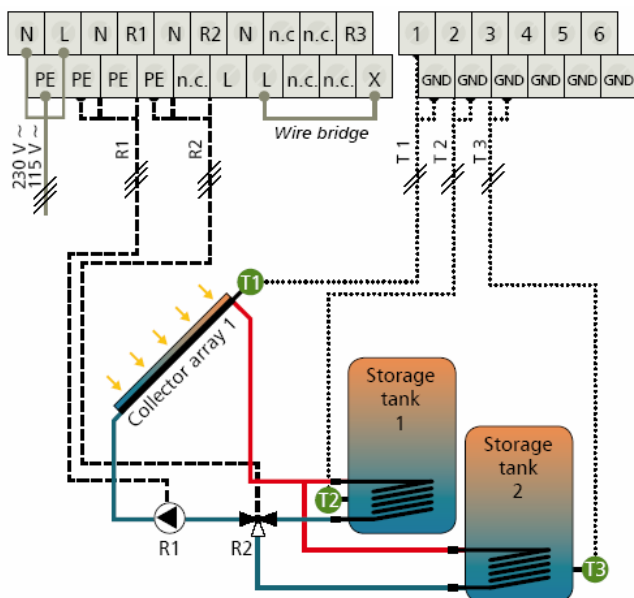 N L N R1 N R2 N n.c n.c. R3
PE PE PE PE n.c. L L n.c. n.c. X
1 2 3 4 5 6
GND GND GND GND GND GND
Wire bridge
230 V ~
115 V ~
R1
R2
T 1
T 2
T 3
T1
Collector array 1
Storage
tank
1
Storage
tank
2
T2
T3
R1
R2